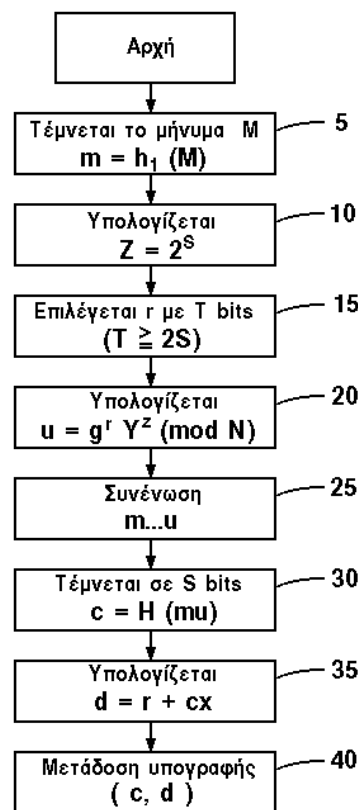 Αρχή
Τέμνεται το μήνυμα M
m = h₁ (M)
5
Υπολογίζεται
Z = 2ˢ
10
Επιλέγεται r με T bits
(T ≧ 2S)
15
Υπολογίζεται
u = gʳ Yᶻ (mod N)
20
Συνένωση
m...u
25
Τέμνεται σε S bits
c = H (mu)
30
Υπολογίζεται
d = r + cx
35
Μετάδοση υπογραφής
( c, d )
40